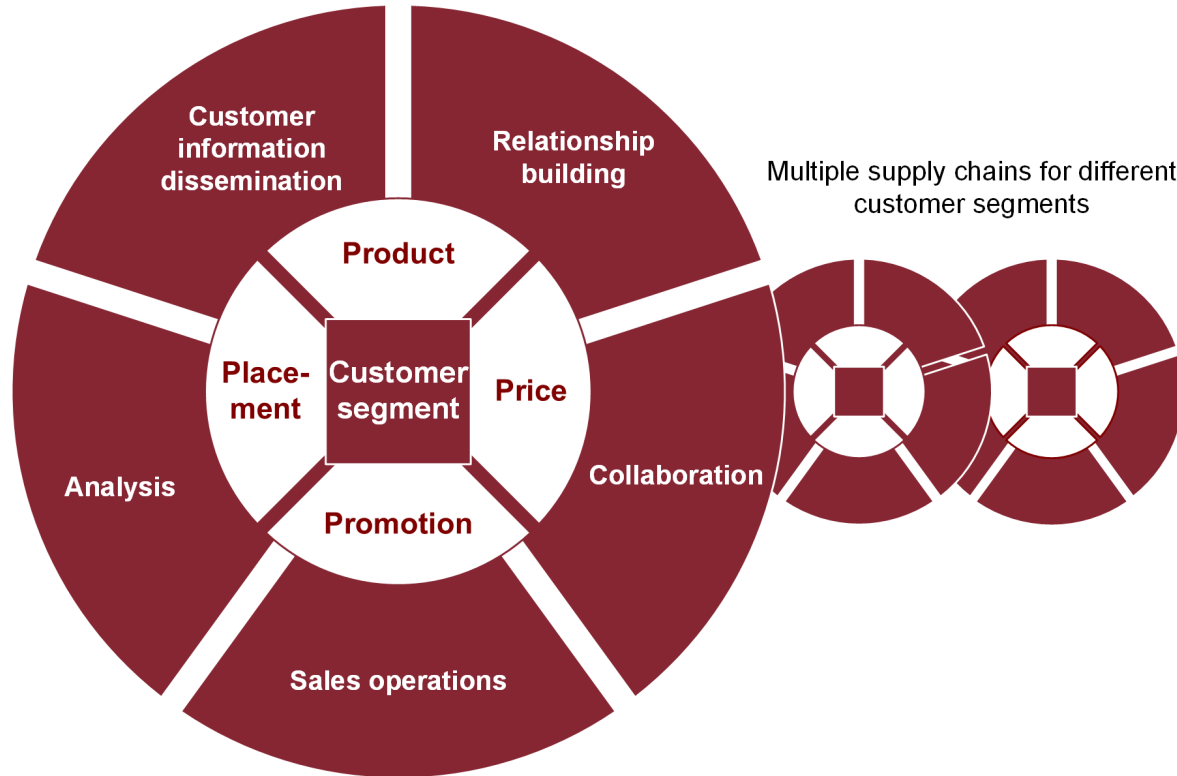 Customer
information
dissemination
Relationship
building
Multiple supply chains for different
customer segments
Product
Place-
ment
Customer
segment
Price
Promotion
Analysis
Collaboration
Sales operations